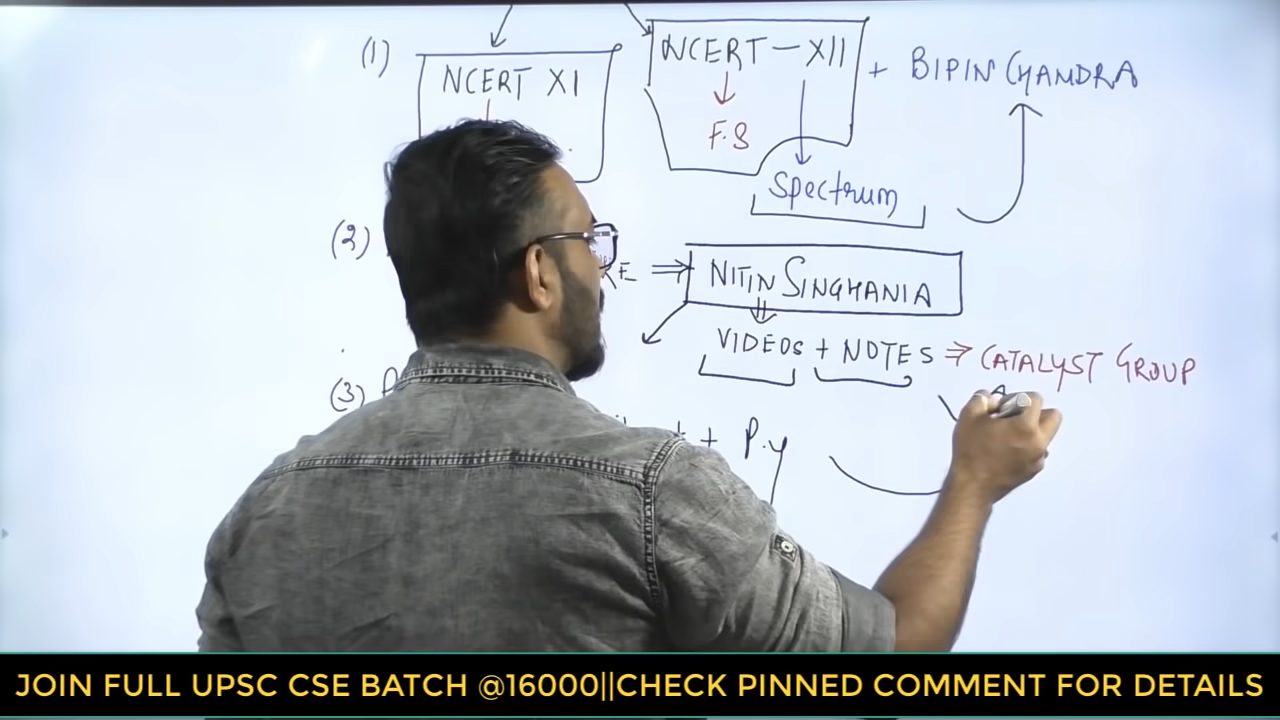 (1) NCERT XI NCERT - XII + BIPIN CHANDRA
F.S
Spectrum
(2) RE ⇒ NITIN SINGHANIA
VIDEOS + NOTES ⇒ CATALYST GROUP
(3) P + P.y
JOIN FULL UPSC CSE BATCH @16000||CHECK PINNED COMMENT FOR DETAILS